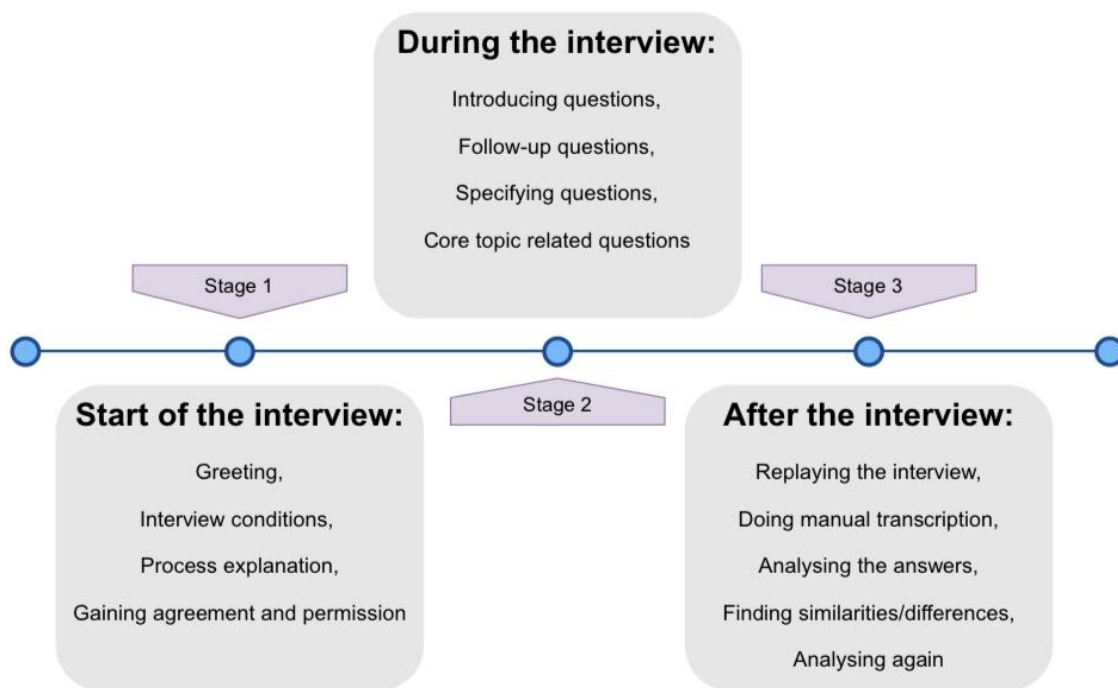 During the interview:
Introducing questions,
Follow-up questions,
Specifying questions,
Core topic related questions
Stage 1
Stage 3
Stage 2
Start of the interview:
Greeting,
Interview conditions,
Process explanation,
Gaining agreement and permission
After the interview:
Replaying the interview,
Doing manual transcription,
Analysing the answers,
Finding similarities/differences,
Analysing again